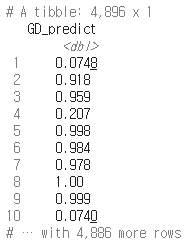 # A tibble: 4,896 x 1
GD_predict
<dbl>
1 0.0748
2 0.918
3 0.959
4 0.207
5 0.998
6 0.984
7 0.978
8 1.00
9 0.999
10 0.0740
# … with 4,886 more rows